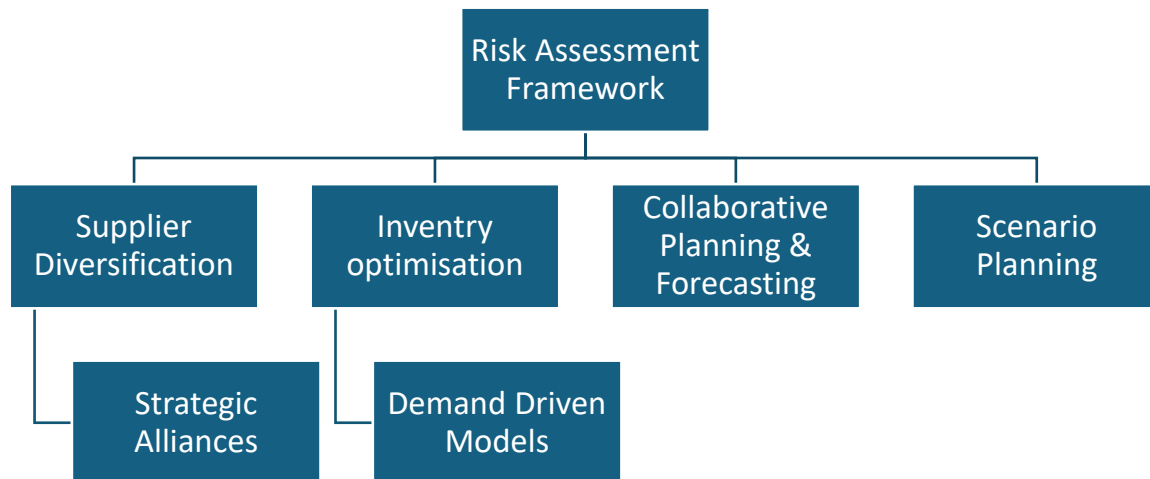 Risk Assessment
Framework
Supplier
Diversification
Inventry
optimisation
Collaborative
Planning &
Forecasting
Scenario
Planning
Strategic
Alliances
Demand Driven
Models